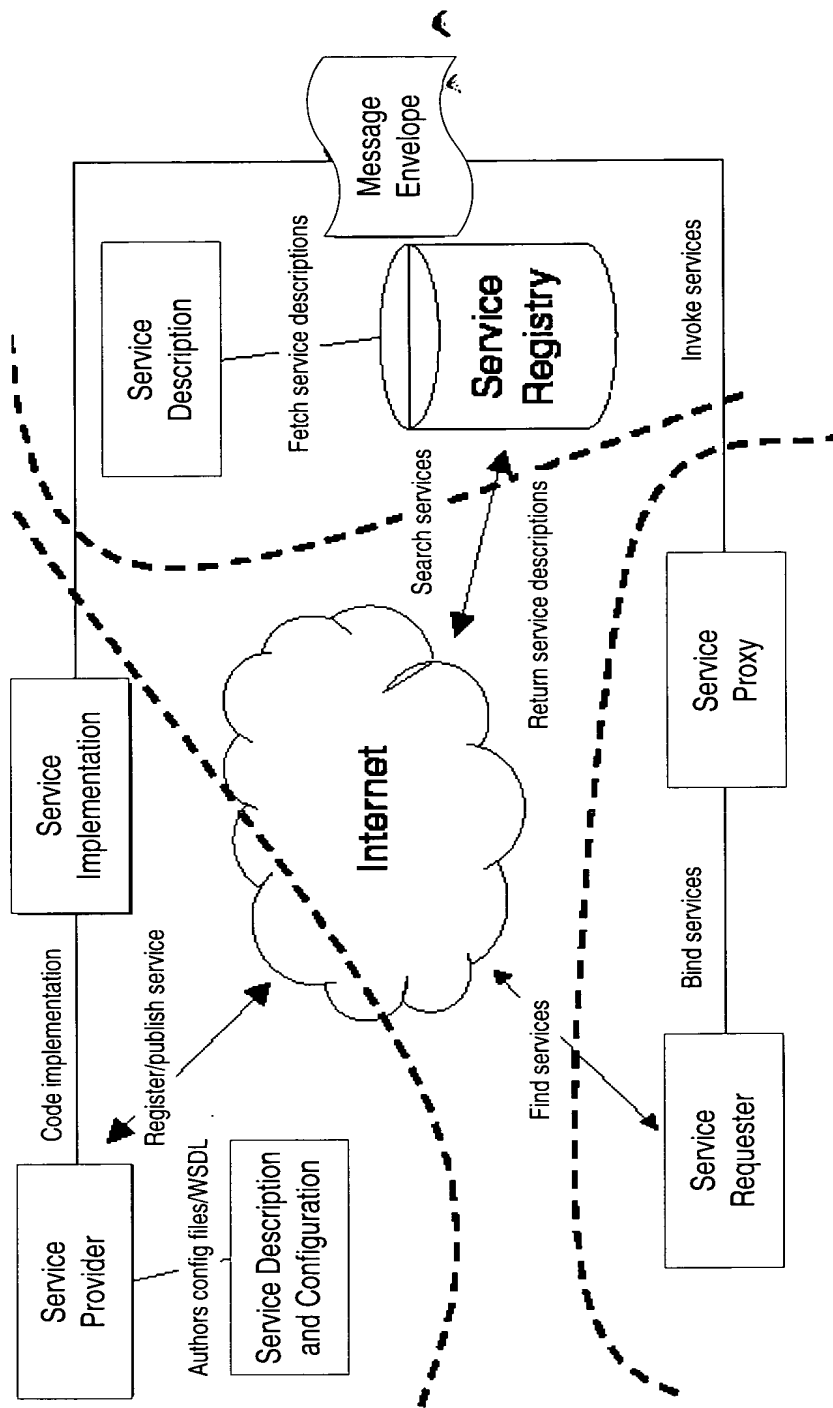 Service
Provider
Code implementation
Service
Implementation
Authors config files/WSDL
Register/publish service
Service Description
and Configuration
Internet
Service
Description
Fetch service descriptions
Message
Envelope
Search services
Service
Registry
Return service descriptions
Find services
Service
Requester
Bind services
Service
Proxy
Invoke services